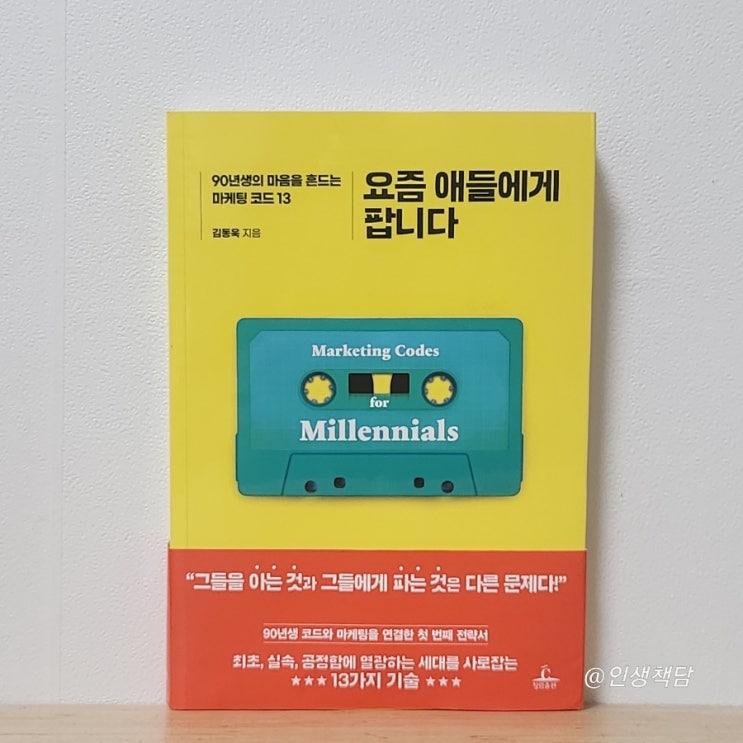 90년생의 마음을 흔드는
마케팅 코드 13
김동욱 지음
요즘 애들에게
팝니다
Marketing Codes
for
Millennials
“그들을 아는 것과 그들에게 파는 것은 다른 문제다!”
90년생 코드와 마케팅을 연결한 첫 번째 전략서
최초, 실속, 공정함에 열광하는 세대를 사로잡는
★★★ 13가지 기술 ★★★
청림출판
@인생책담